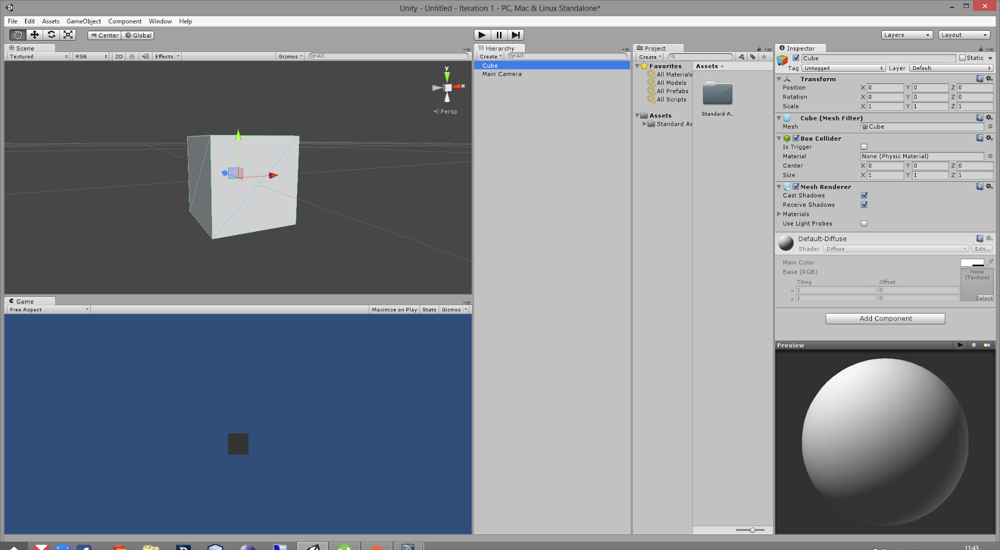 Unity - Untitled - Iteration 1 - PC, Mac & Linux Standalone*
File Edit Assets GameObject Component Window Help
Center Global
Layers Layout
Scene
Textured RGB 2D Effects Gizmos All
y
x
Persp
Game
Free Aspect Maximize on Play Stats Gizmos
Hierarchy
Create All
Cube
Main Camera
Project
Create
Favorites
All Materials
All Models
All Prefabs
All Scripts
Assets
Standard As
Assets
Standard A...
Inspector
Cube Static
Tag Untagged Layer Default
Transform
Position X 0 Y 0 Z 0
Rotation X 0 Y 0 Z 0
Scale X 1 Y 1 Z 1
Cube (Mesh Filter)
Mesh Cube
Box Collider
Is Trigger
Material None (Physic Material)
Center X 0 Y 0 Z 0
Size X 1 Y 1 Z 1
Mesh Renderer
Cast Shadows
Receive Shadows
Materials
Use Light Probes
Default-Diffuse
Shader Diffuse Edit...
Main Color
Base (RGB)
None
(Texture)
Tiling Offset
x 1 0
y 1 0
Select
Add Component
Preview
11:43